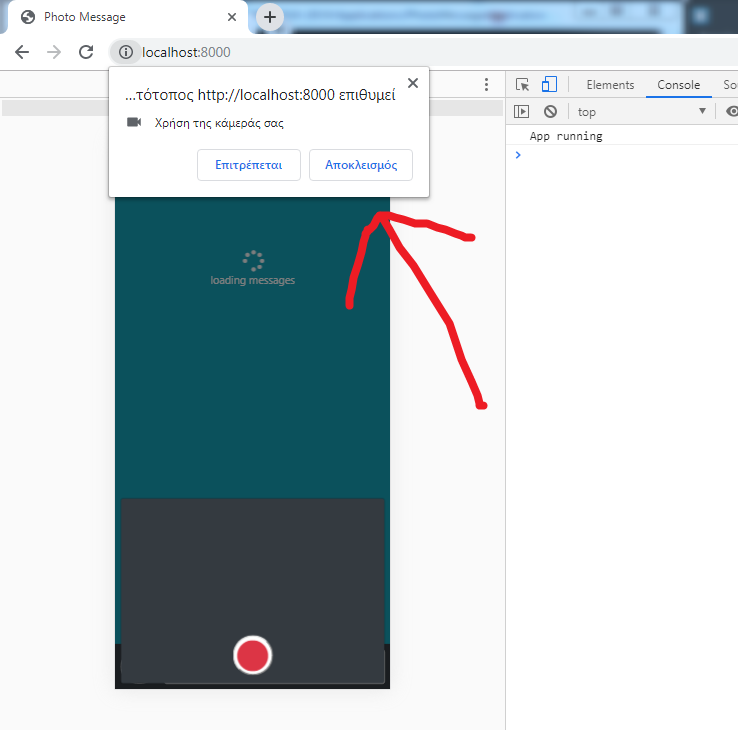 Photo Message
localhost:8000
...τότοπος http://localhost:8000 επιθυμεί
Χρήση της κάμεράς σας
Επιτρέπεται Αποκλεισμός
Elements Console So
top
App running
loading messages